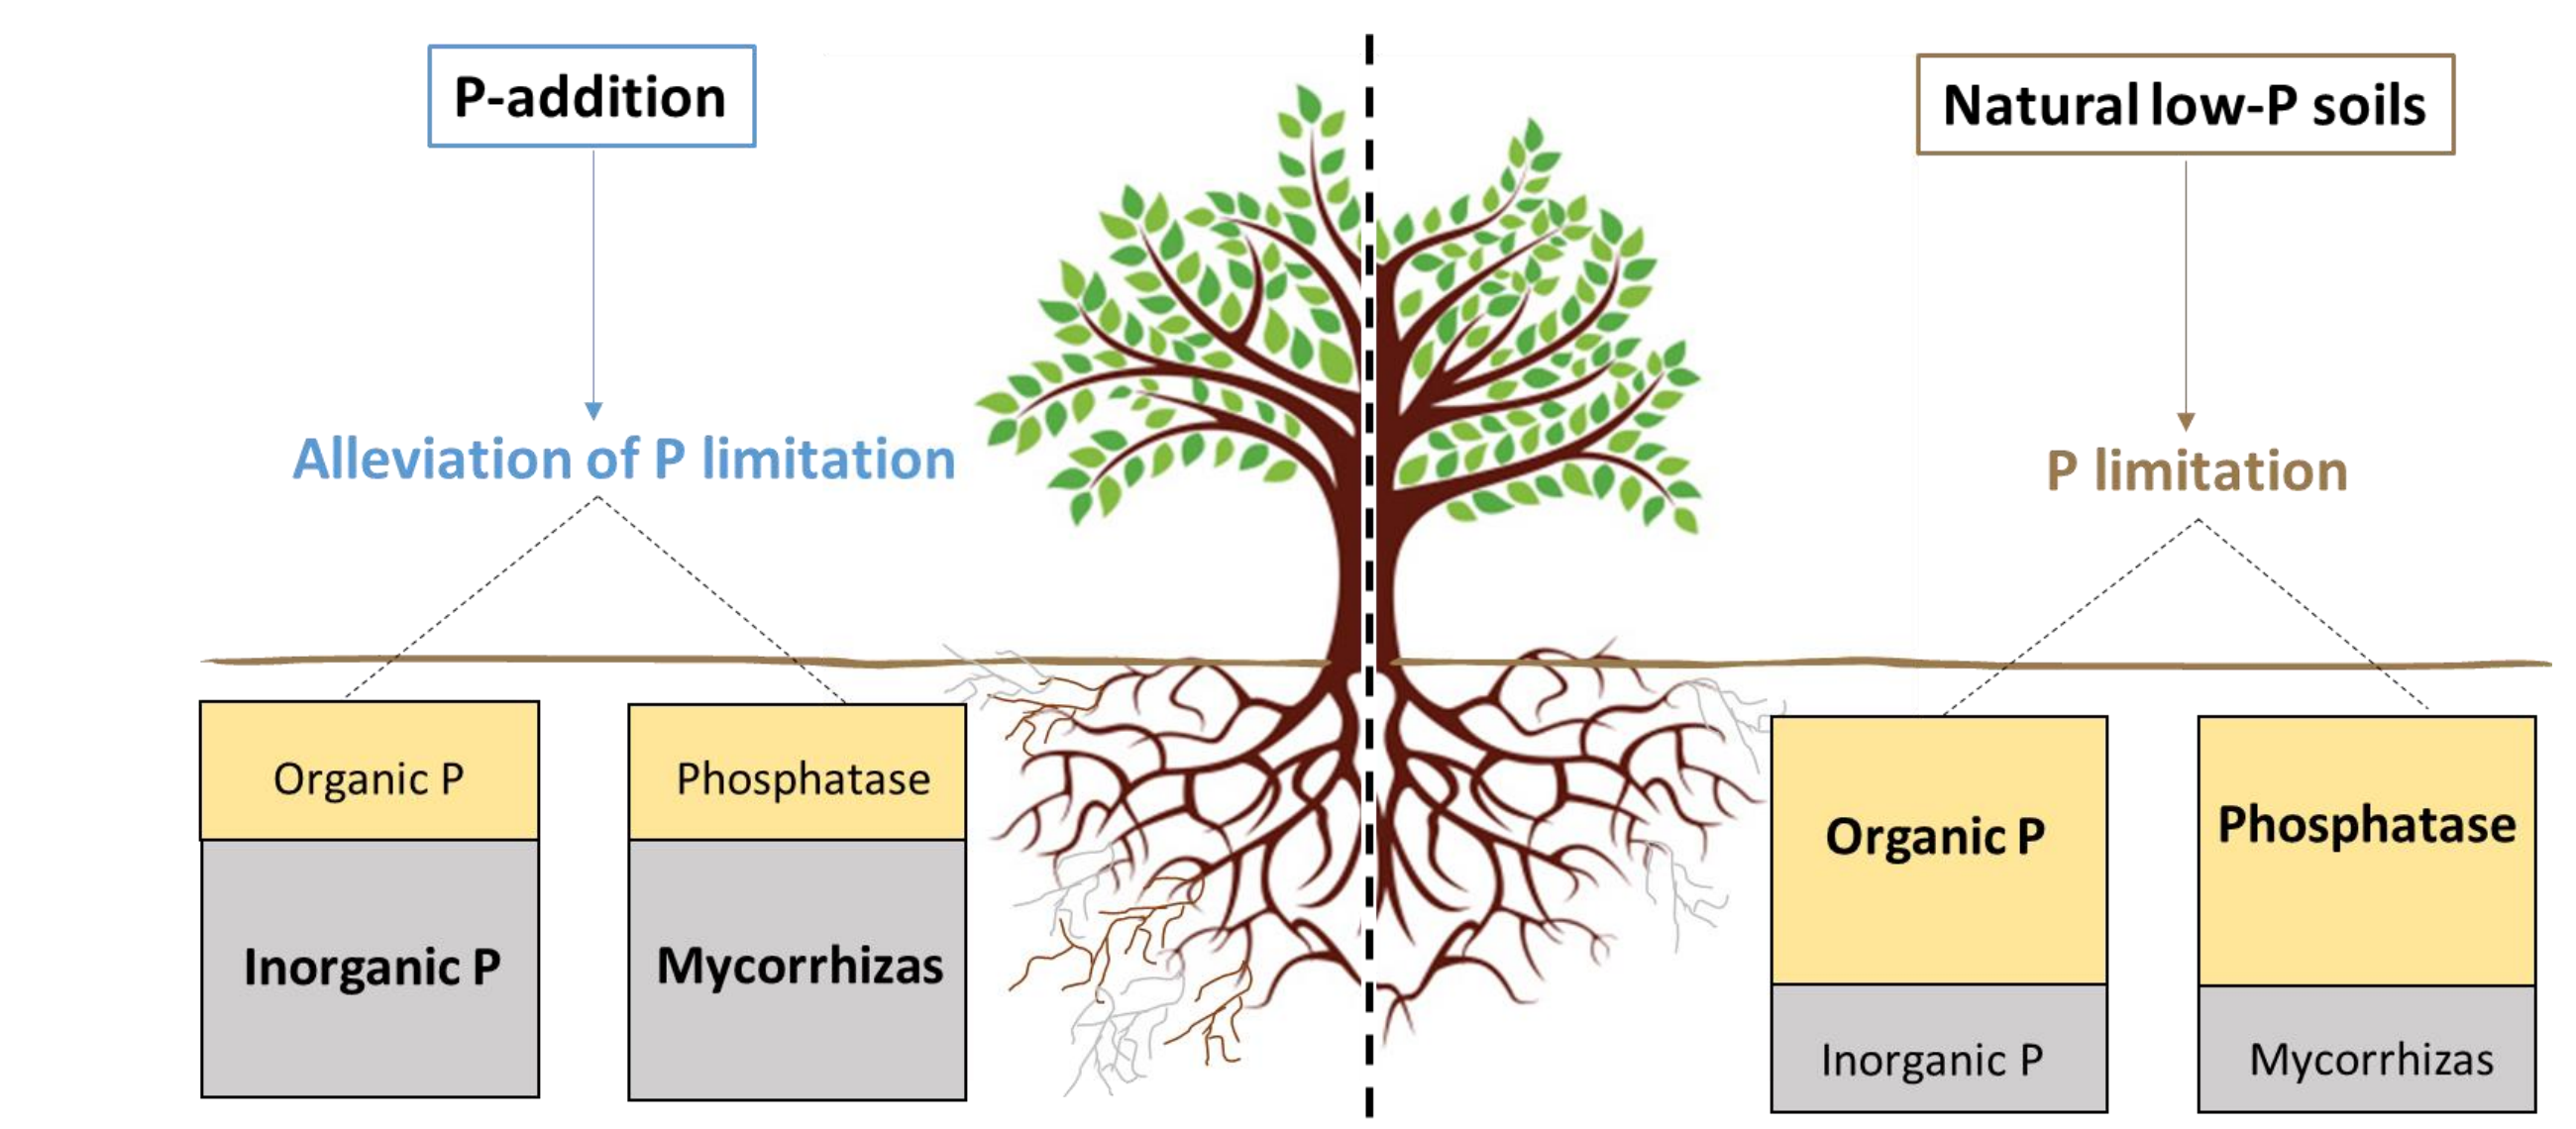 P-addition
Natural low-P soils
Alleviation of P limitation
P limitation
Organic P
Phosphatase
Inorganic P
Mycorrhizas
Organic P
Phosphatase
Inorganic P
Mycorrhizas